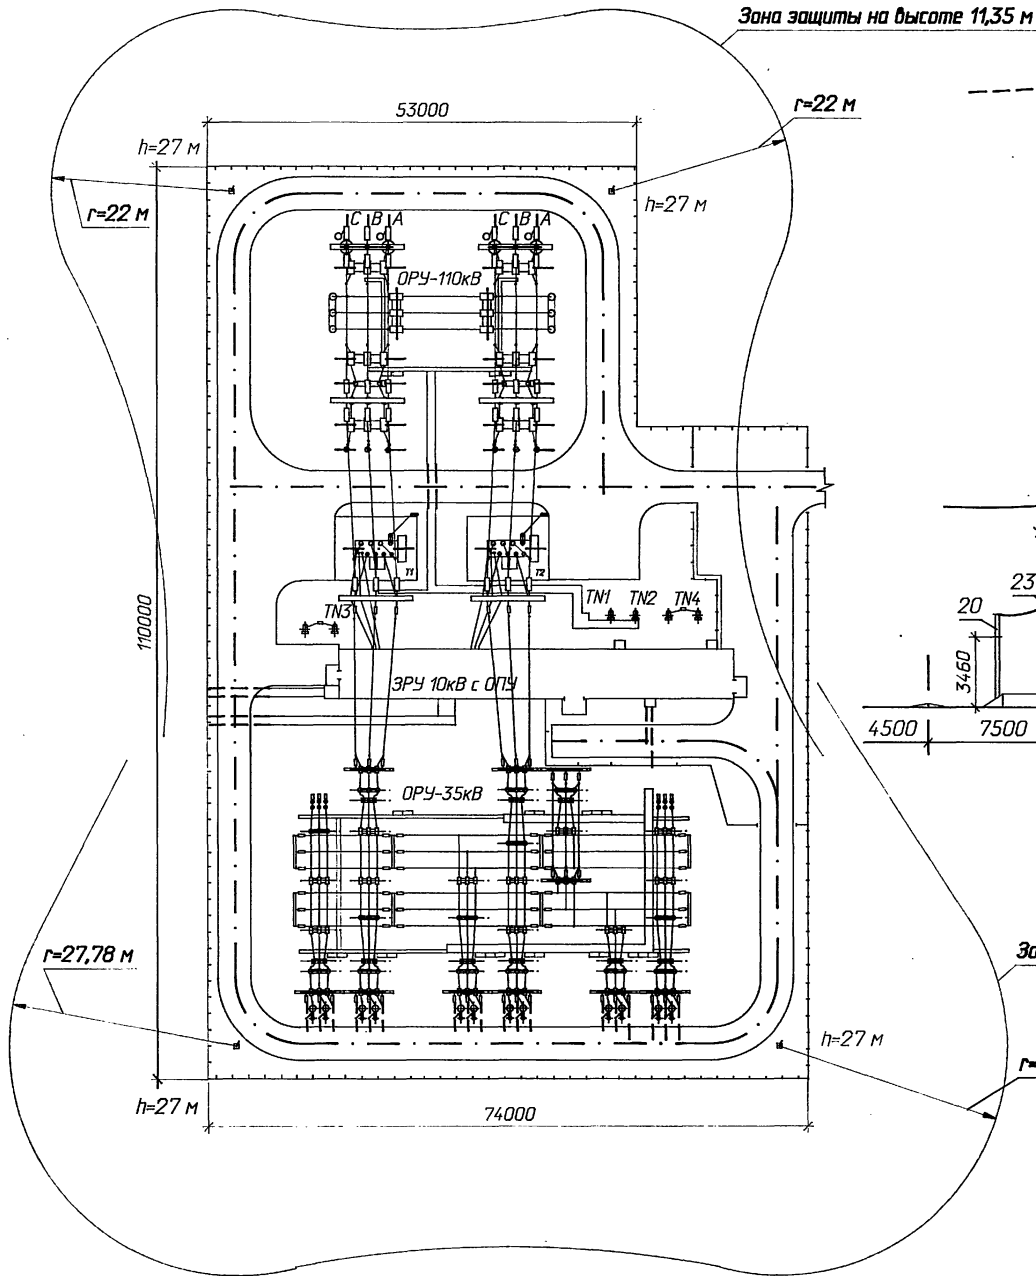 Зона защиты на высоте 11,35 м
53000
r=22 м
h=27 м
h=27 м
r=22 м
С В А
С В А
ОРУ-110кВ
Т1
Т2
TN3
TN1
TN2
TN4
110000
23
20
3460
ЗРУ 10кВ с ОПУ
4500
7500
ОРУ-35кВ
r=27,78 м
За
h=27 м
r=
h=27 м
74000